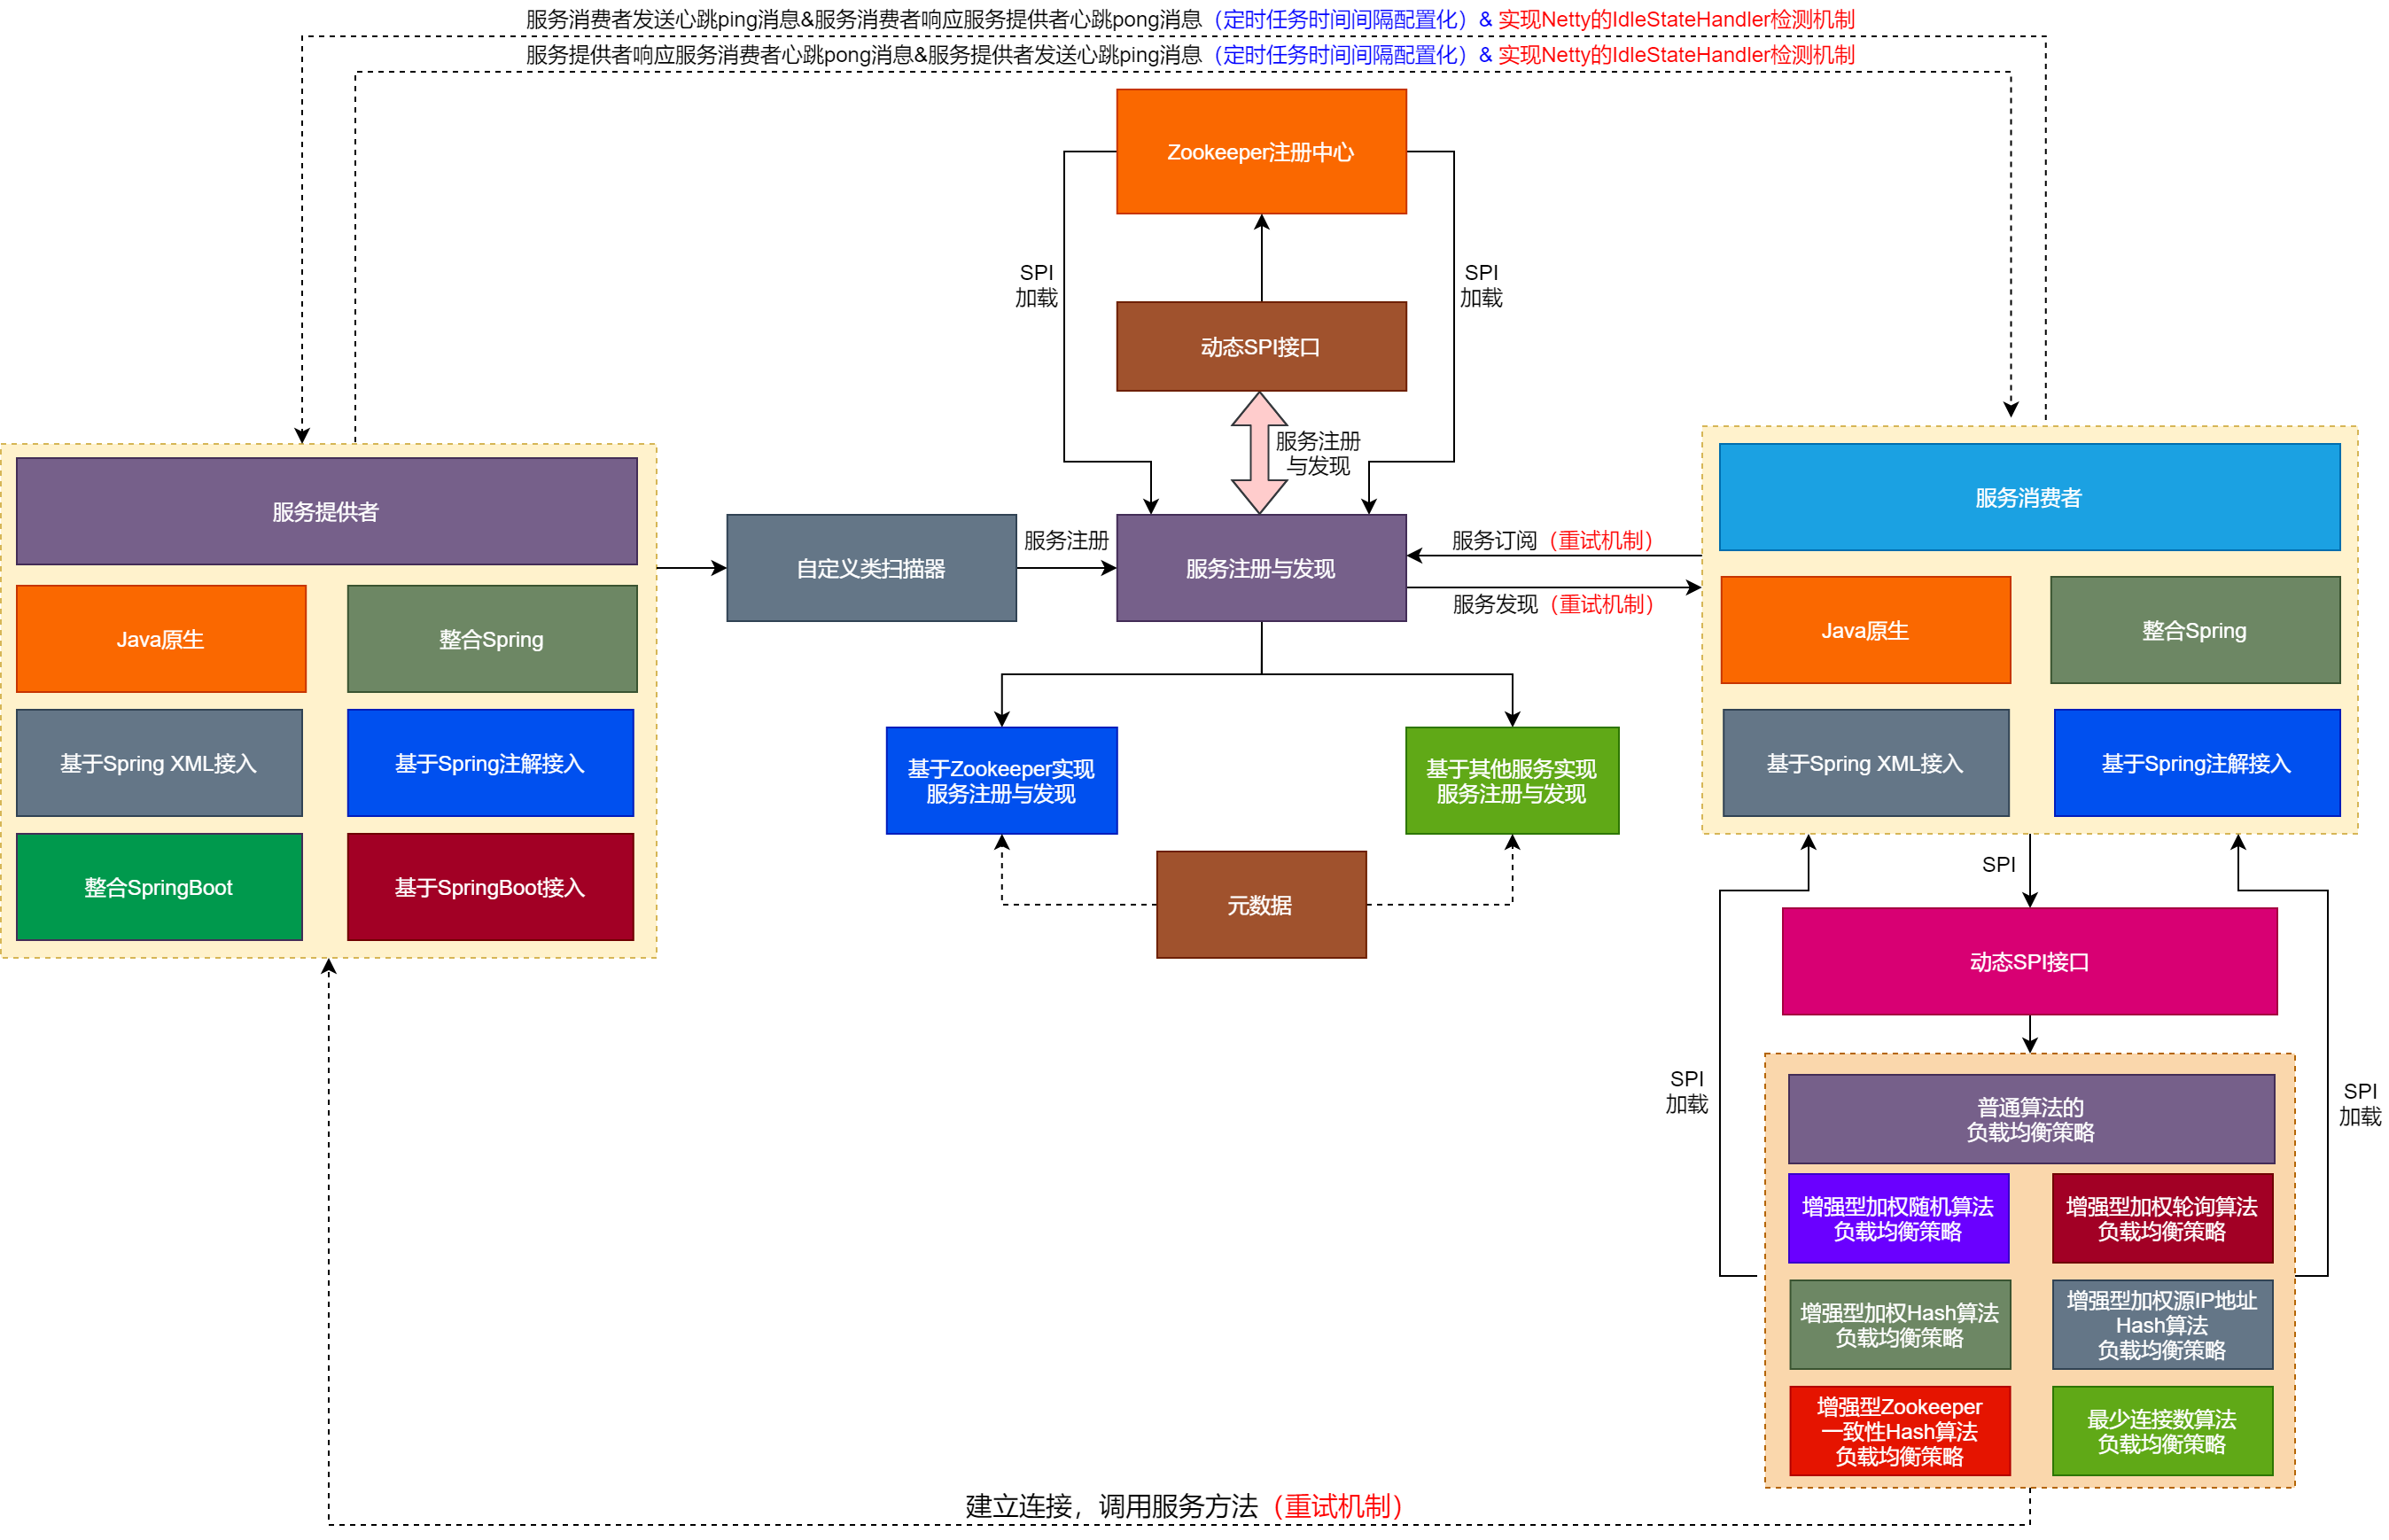 服务消费者发送心跳ping消息&服务消费者响应服务提供者心跳pong消息（定时任务时间间隔配置化）& 实现Netty的IdleStateHandler检测机制
服务提供者响应服务消费者心跳pong消息&服务提供者发送心跳ping消息（定时任务时间间隔配置化）& 实现Netty的IdleStateHandler检测机制
Zookeeper注册中心
SPI
加载
SPI
加载
动态SPI接口
服务注册
与发现
服务提供者
Java原生
整合Spring
基于Spring XML接入
基于Spring注解接入
整合SpringBoot
基于SpringBoot接入
自定义类扫描器
服务注册
服务注册与发现
服务订阅（重试机制）
服务发现（重试机制）
基于Zookeeper实现
服务注册与发现
基于其他服务实现
服务注册与发现
元数据
服务消费者
Java原生
整合Spring
基于Spring XML接入
基于Spring注解接入
SPI
动态SPI接口
SPI
加载
SPI
加载
普通算法的
负载均衡策略
增强型加权随机算法
负载均衡策略
增强型加权轮询算法
负载均衡策略
增强型加权Hash算法
负载均衡策略
增强型加权源IP地址
Hash算法
负载均衡策略
增强型Zookeeper
一致性Hash算法
负载均衡策略
最少连接数算法
负载均衡策略
建立连接，调用服务方法（重试机制）